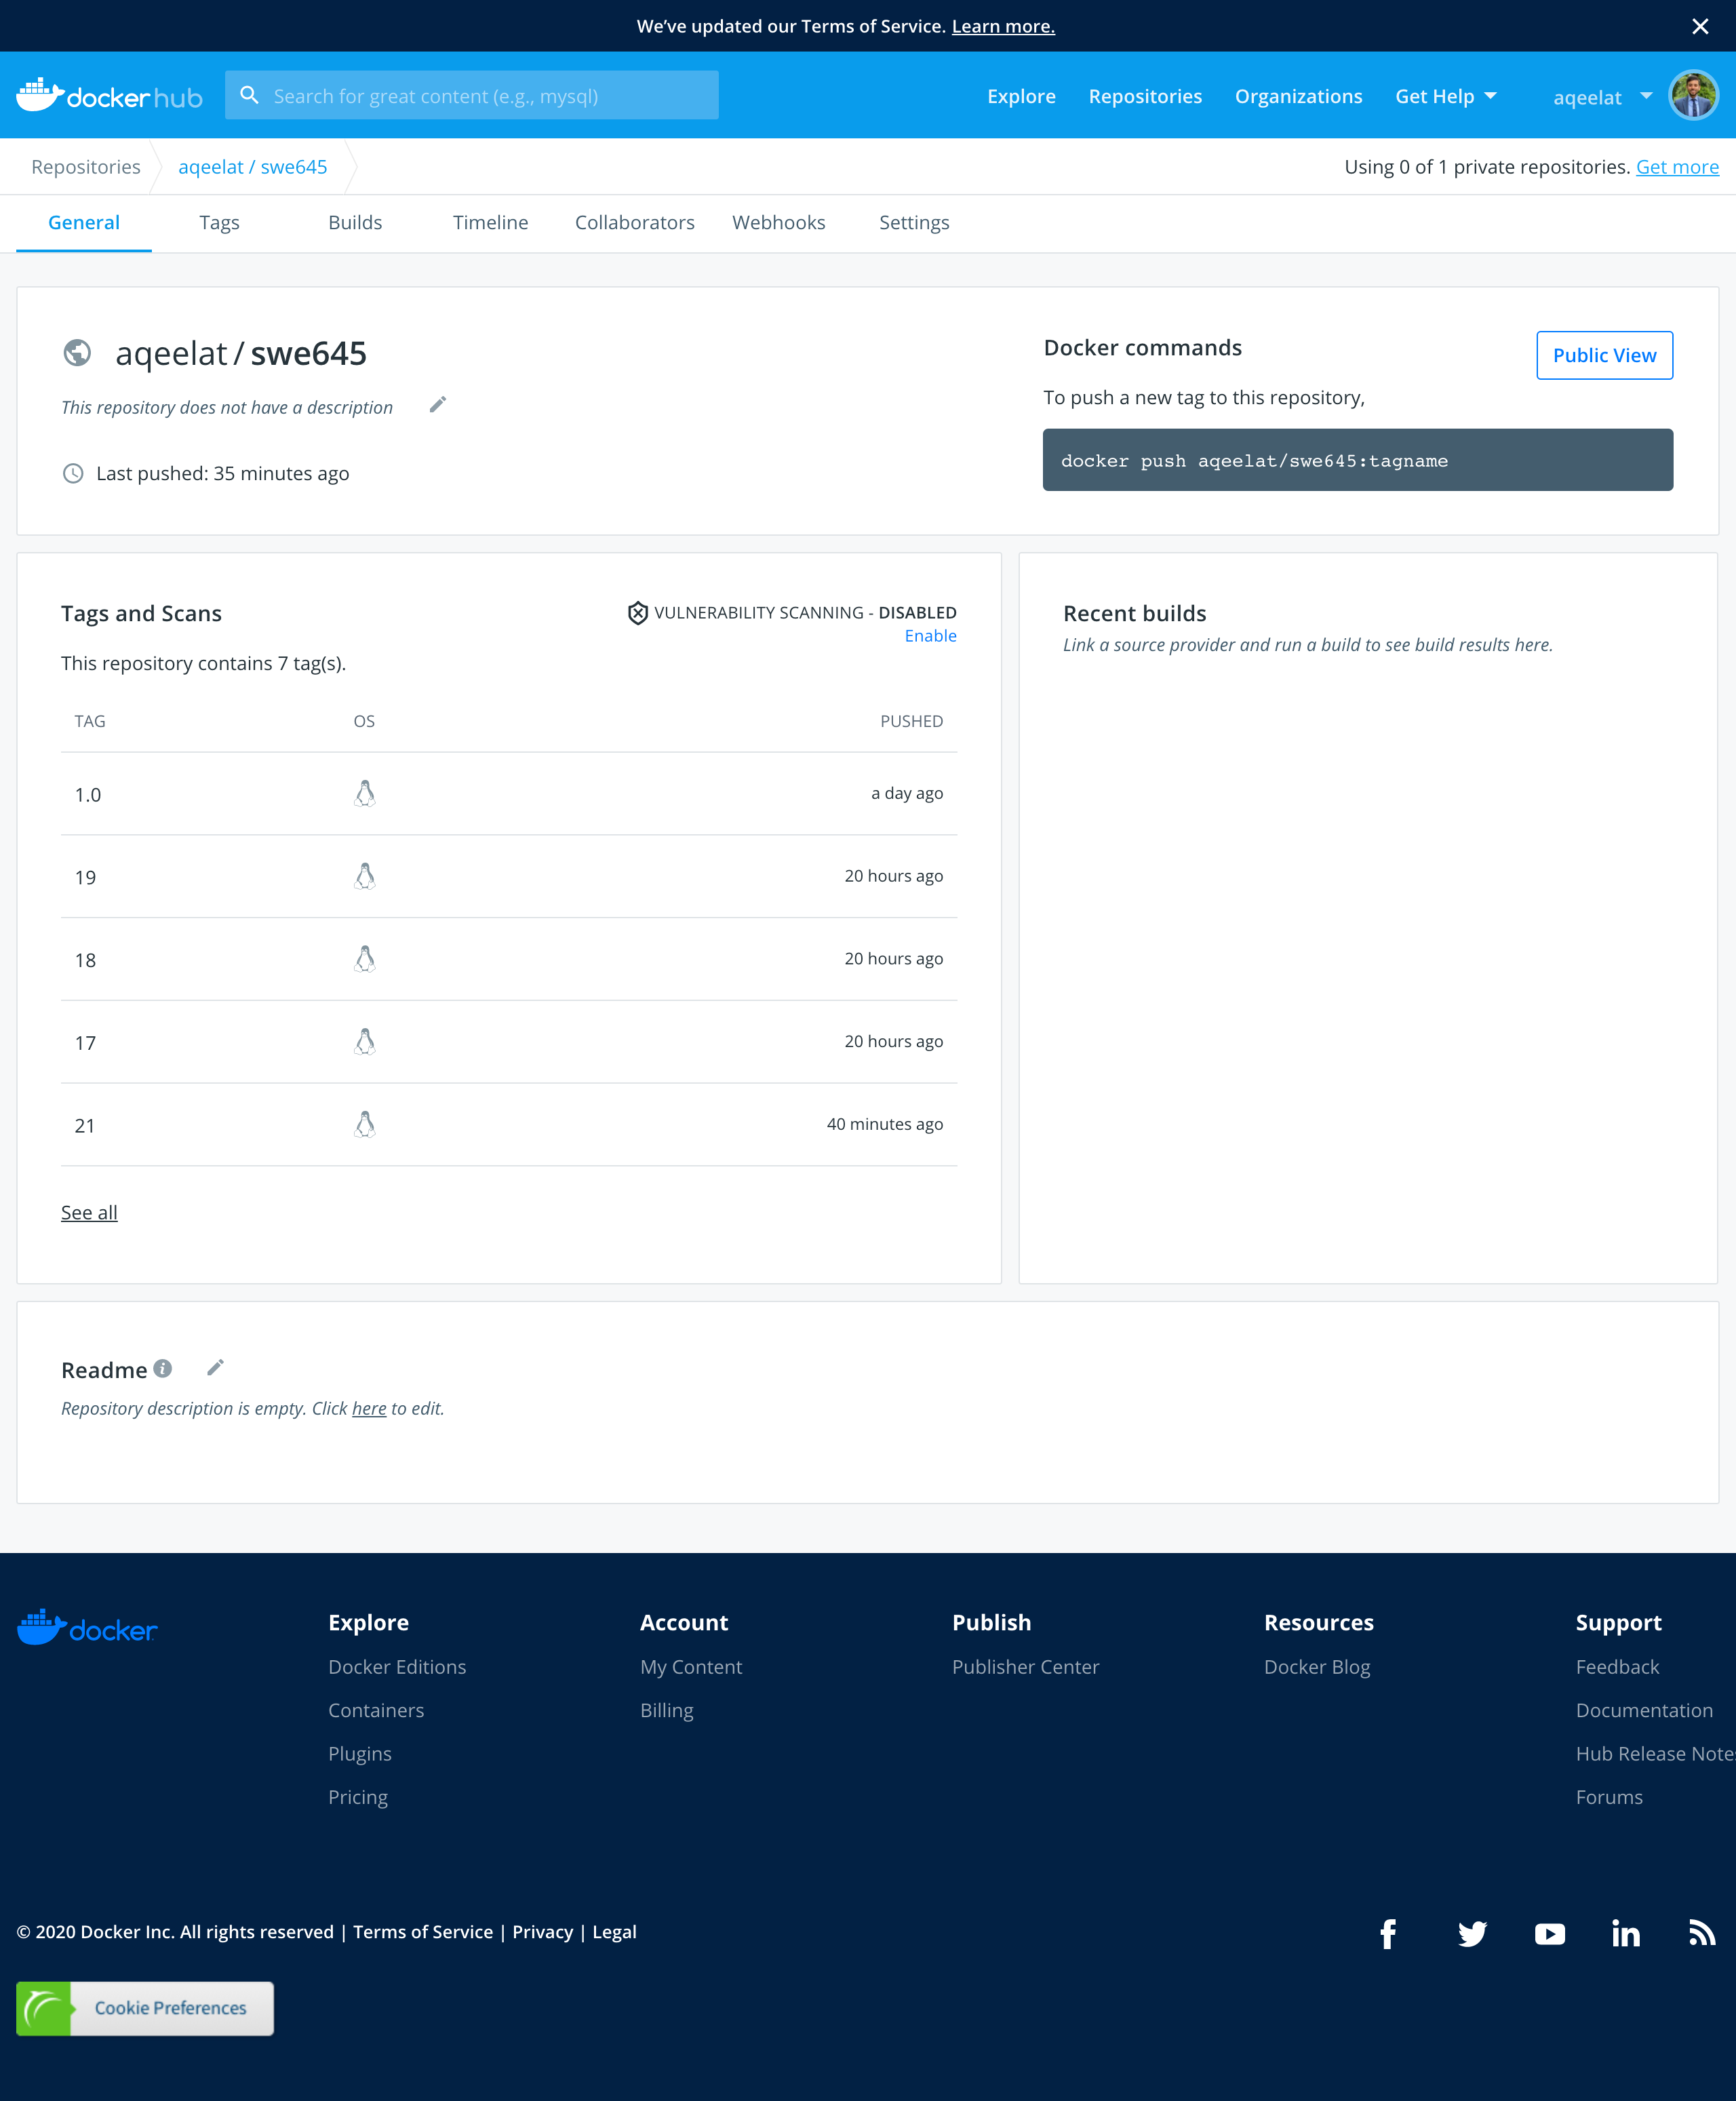 We've updated our Terms of Service. Learn more.
docker hub
Search for great content (e.g., mysql)
Explore
Repositories
Organizations
Get Help
aqeelat
Repositories
aqeelat / swe645
Using 0 of 1 private repositories. Get more
General
Tags
Builds
Timeline
Collaborators
Webhooks
Settings
aqeelat / swe645
This repository does not have a description
Last pushed: 35 minutes ago
Docker commands
Public View
To push a new tag to this repository,
docker push aqeelat/swe645:tagname
Tags and Scans
VULNERABILITY SCANNING - DISABLED
Enable
This repository contains 7 tag(s).
TAG OS PUSHED
1.0 a day ago
19 20 hours ago
18 20 hours ago
17 20 hours ago
21 40 minutes ago
See all
Recent builds
Link a source provider and run a build to see build results here.
Readme
Repository description is empty. Click here to edit.
docker
Explore
Docker Editions
Containers
Plugins
Pricing
Account
My Content
Billing
Publish
Publisher Center
Resources
Docker Blog
Support
Feedback
Documentation
Hub Release Notes
Forums
© 2020 Docker Inc. All rights reserved | Terms of Service | Privacy | Legal
Cookie Preferences